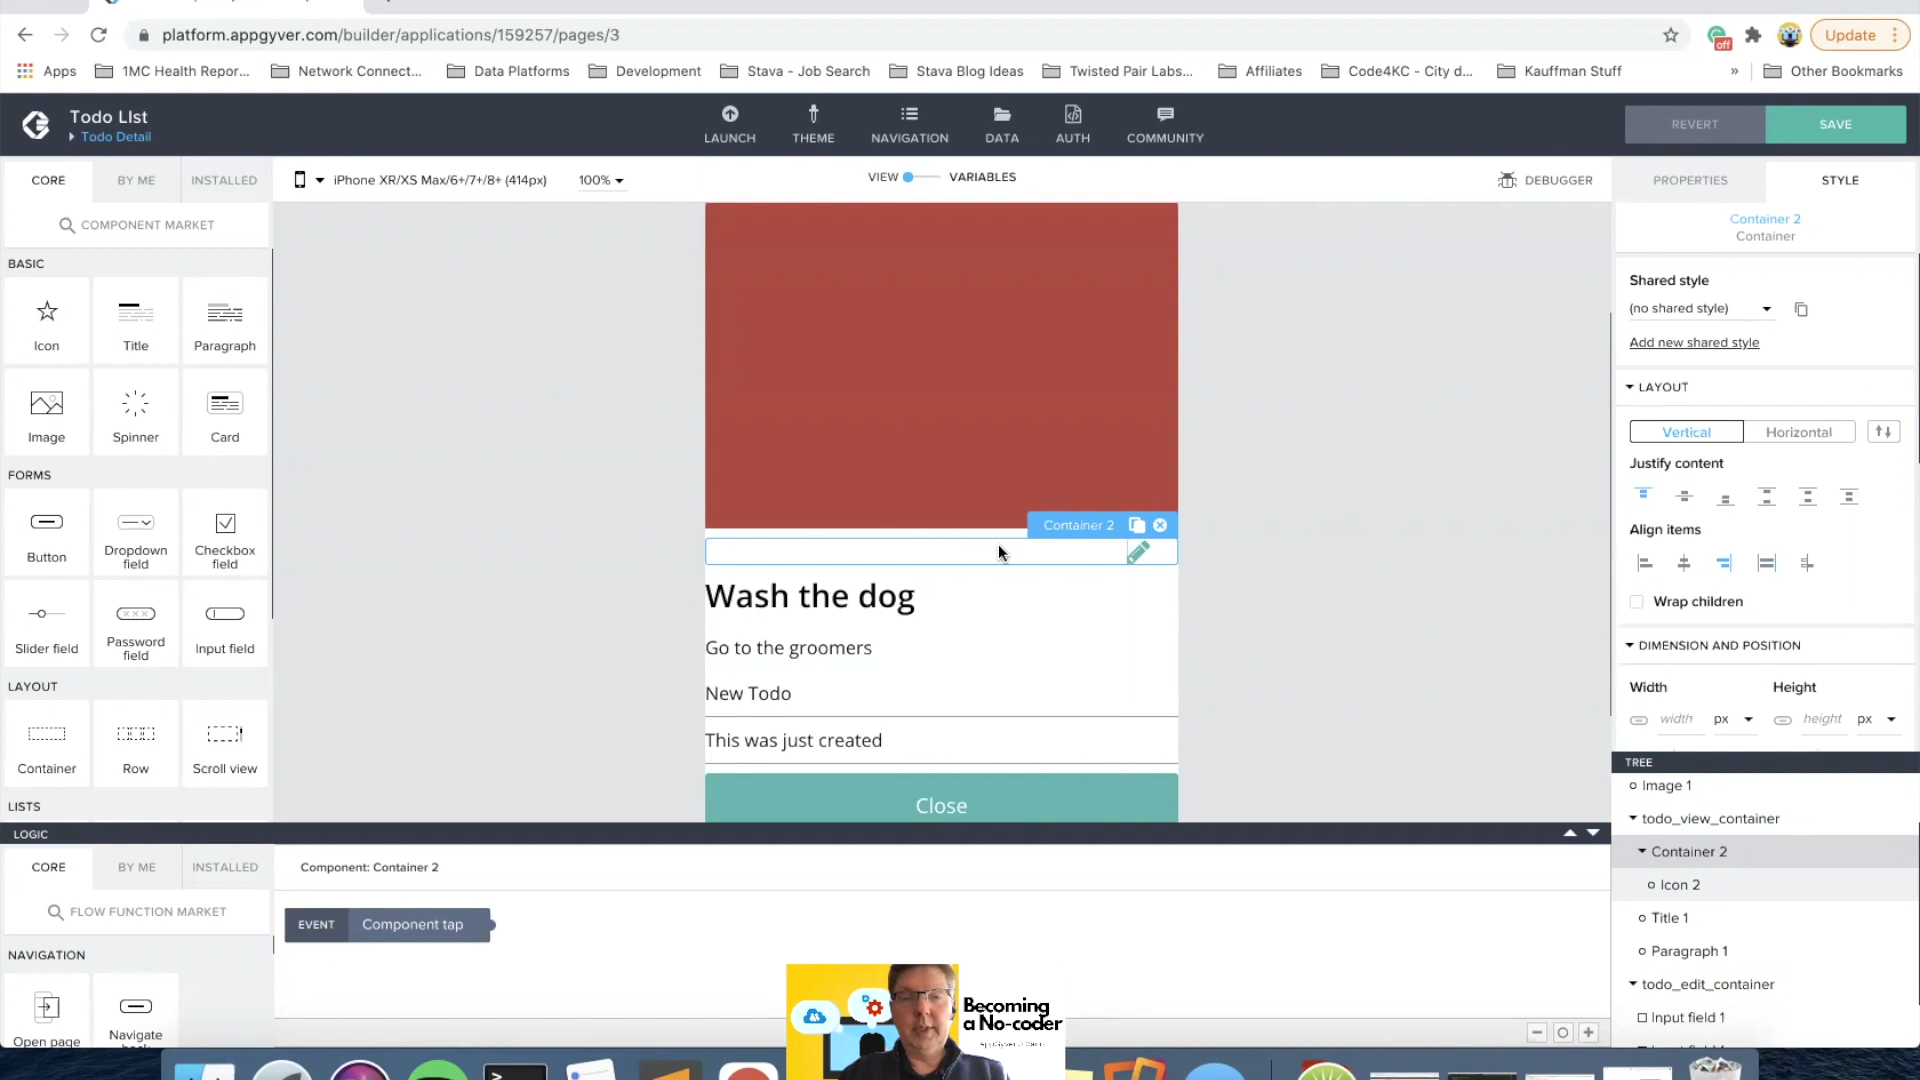 platform.appgyver.com/builder/applications/159257/pages/3
off
Update
Apps
1MC Health Repor...
Network Connect...
Data Platforms
Development
Stava - Job Search
Stava Blog Ideas
Twisted Pair Labs...
Affiliates
Code4KC - City d...
Kauffman Stuff
»
Other Bookmarks
Todo LIst
Todo Detail
LAUNCH
THEME
NAVIGATION
DATA
AUTH
COMMUNITY
REVERT
SAVE
CORE
BY ME
INSTALLED
iPhone XR/XS Max/6+/7+/8+ (414px)
100%
VIEW
VARIABLES
DEBUGGER
PROPERTIES
STYLE
COMPONENT MARKET
Container 2
Container
BASIC
Icon
Title
Paragraph
Image
Spinner
Card
FORMS
Button
Dropdown field
Checkbox field
Slider field
Password field
Input field
LAYOUT
Container
Row
Scroll view
LISTS
Container 2
Wash the dog
Go to the groomers
New Todo
This was just created
Close
Shared style
(no shared style)
Add new shared style
LAYOUT
Vertical
Horizontal
Justify content
Align items
Wrap children
DIMENSION AND POSITION
Width
Height
width px
height px
TREE
Image 1
todo_view_container
Container 2
Icon 2
Title 1
Paragraph 1
todo_edit_container
Input field 1
LOGIC
CORE
BY ME
INSTALLED
Component: Container 2
FLOW FUNCTION MARKET
EVENT
Component tap
NAVIGATION
Open page
Navigate
Becoming
a No-coder